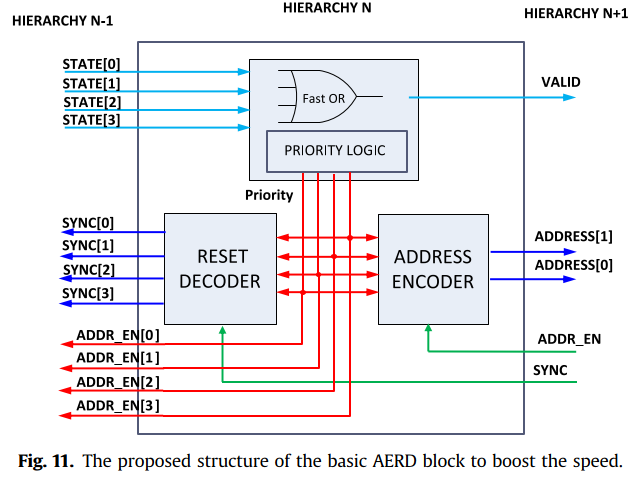 HIERARCHY N-1
HIERARCHY N
HIERARCHY N+1
STATE[0]
STATE[1]
STATE[2]
STATE[3]
Fast OR
PRIORITY LOGIC
VALID
Priority
SYNC[0]
SYNC[1]
SYNC[2]
SYNC[3]
RESET
DECODER
ADDRESS
ENCODER
ADDRESS[1]
ADDRESS[0]
ADDR_EN[0]
ADDR_EN[1]
ADDR_EN[2]
ADDR_EN[3]
ADDR_EN
SYNC
Fig. 11. The proposed structure of the basic AERD block to boost the speed.